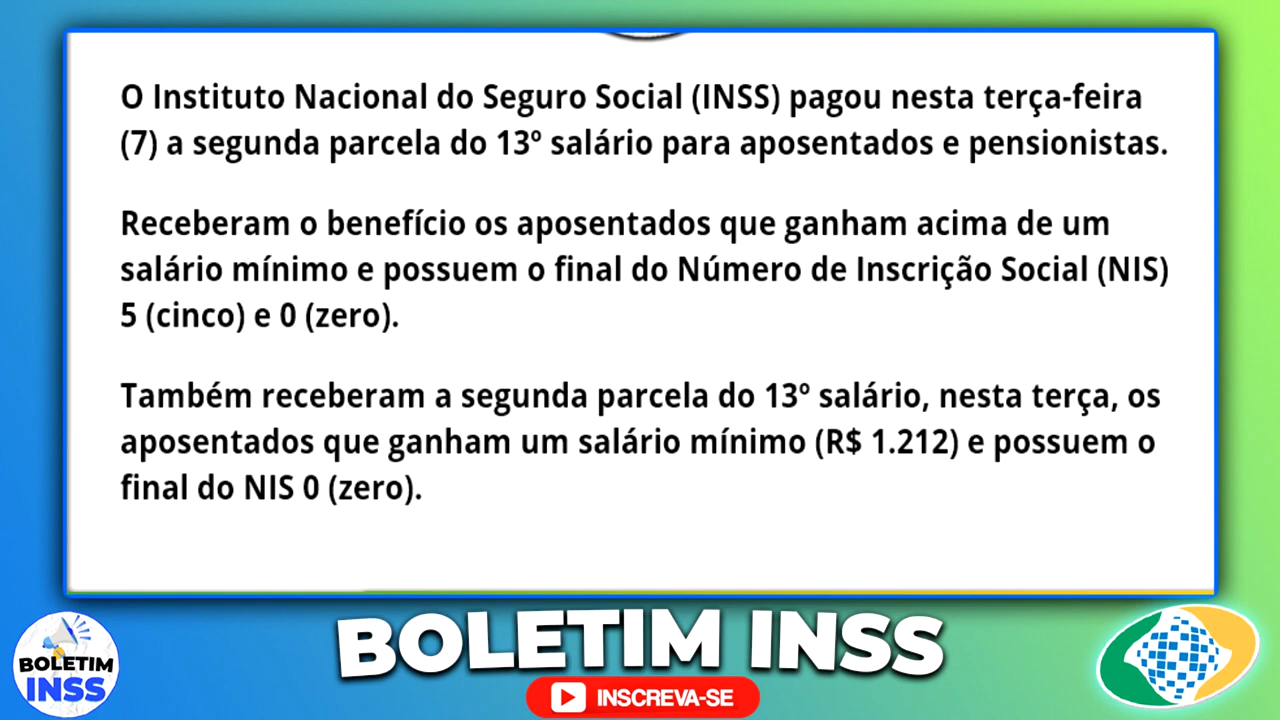 O Instituto Nacional do Seguro Social (INSS) pagou nesta terça-feira
(7) a segunda parcela do 13º salário para aposentados e pensionistas.
Receberam o benefício os aposentados que ganham acima de um
salário mínimo e possuem o final do Número de Inscrição Social (NIS)
5 (cinco) e 0 (zero).
Também receberam a segunda parcela do 13º salário, nesta terça, os
aposentados que ganham um salário mínimo (R$ 1.212) e possuem o
final do NIS 0 (zero).
BOLETIM INSS
INSCREVA-SE
BOLETIM
INSS